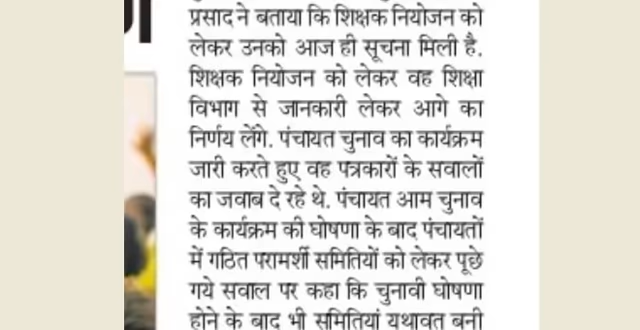 प्रसाद ने बताया कि शिक्षक नियोजन को
लेकर उनको आज ही सूचना मिली है.
शिक्षक नियोजन को लेकर वह शिक्षा
विभाग से जानकारी लेकर आगे का
निर्णय लेंगे. पंचायत चुनाव का कार्यक्रम
जारी करते हुए वह पत्रकारों के सवालों
का जवाब दे रहे थे. पंचायत आम चुनाव
के कार्यक्रम की घोषणा के बाद पंचायतों
में गठित परामर्शी समितियों को लेकर पूछे
गये सवाल पर कहा कि चुनावी घोषणा
होने के बाद भी समितियां यथावत बनी